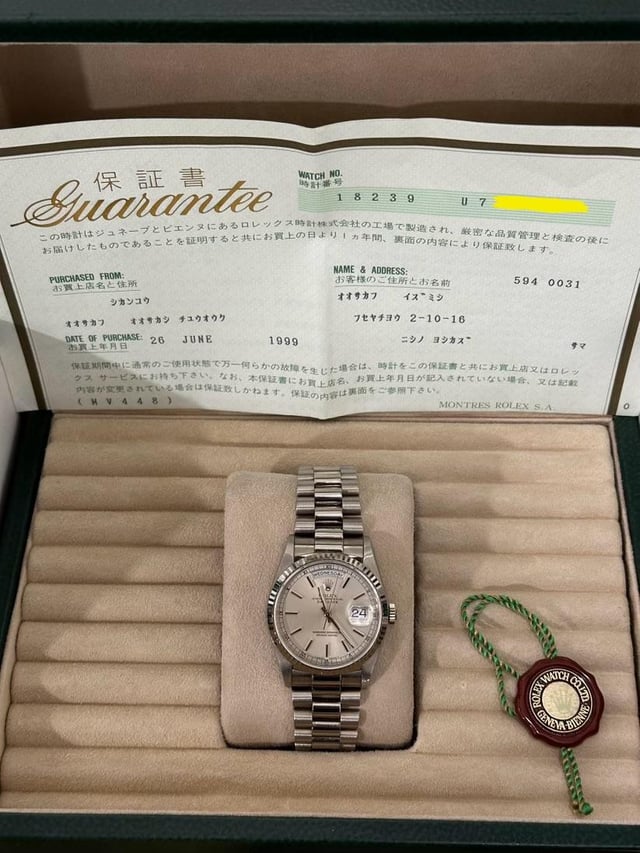 保証書
Guarantee
WATCH NO.
時計番号
18239 U7
この時計はジュネーブとビエンヌにあるロレックス時計株式会社の工場で製造され、厳密な品質管理と検査の後に
お届けしたものであることを証明すると共にお買上の日より1ヵ年間、裏面の内容により保証致します。
PURCHASED FROM:
お買上店名と住所
シカンコウ
オオサカフ オオサカシ チユウオウク
DATE OF PURCHASE: 26 JUNE 1999
お買上年月日
NAME & ADDRESS:
お客様のご住所とお名前
594 0031
オオサカフ イズミシ
フセヤチヨウ 2-10-16
ニシノ ヨシカズ サマ
保証期間中に通常のご使用状態で万一何らかの故障を生じた場合は、時計をこの保証書と共にお買上店又はロレッ
クス サービスにお持ち下さい。なお、本保証書にお買上店名、お買上年月日が記入されていない場合、又は記載
内容が変更されている場合は保証致しかねます。保証の内容は裏面をご参照下さい。
(MV448)
MONTRES ROLEX S.A.
WEDNESDAY
ROLEX
24
ROLEX WATCH CO LTD
GENEVA-BIENNE